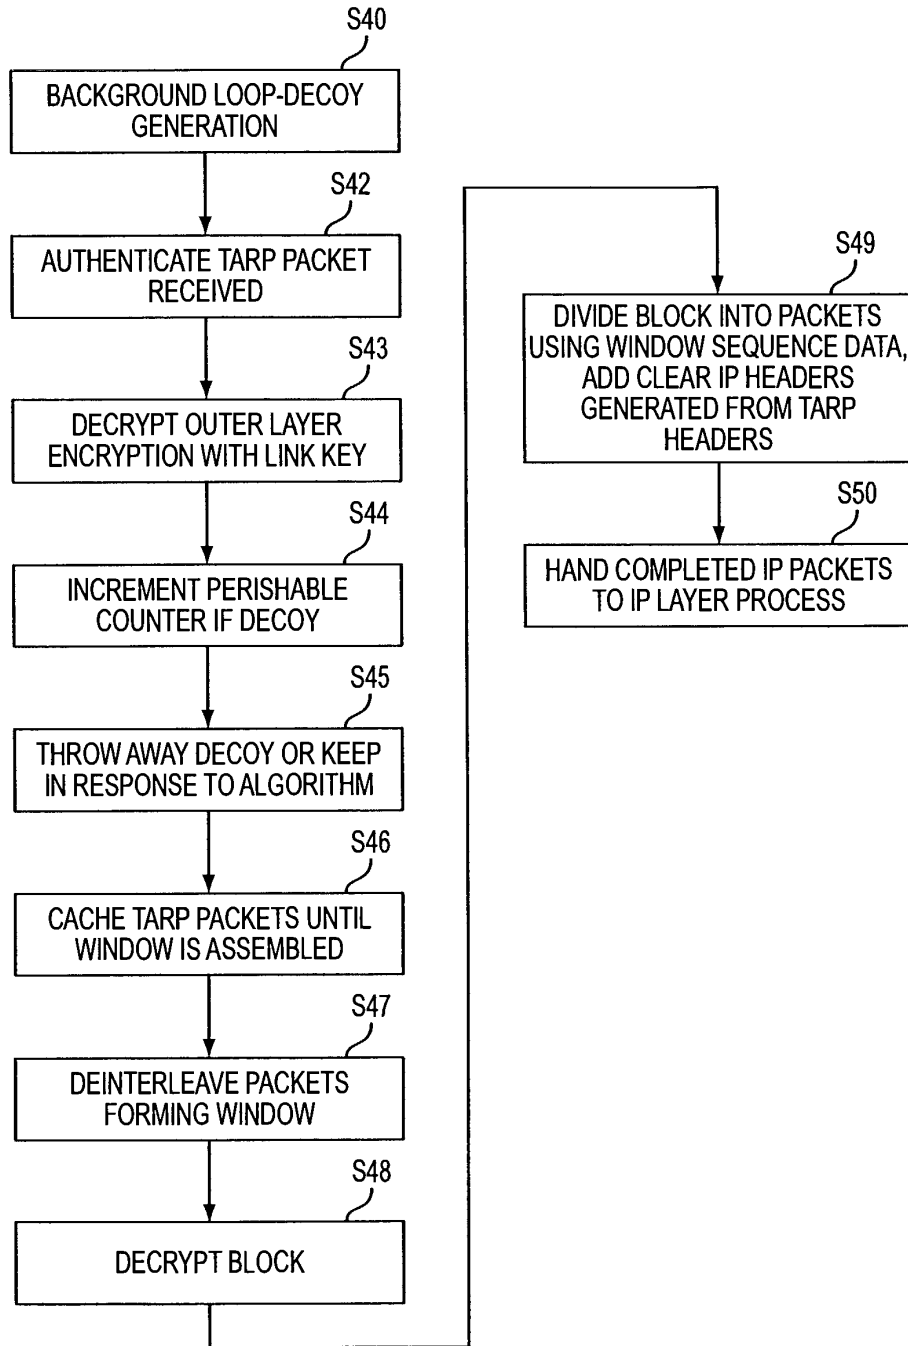 S40
BACKGROUND LOOP-DECOY
GENERATION
S42
AUTHENTICATE TARP PACKET
RECEIVED
S43
DECRYPT OUTER LAYER
ENCRYPTION WITH LINK KEY
S44
INCREMENT PERISHABLE
COUNTER IF DECOY
S45
THROW AWAY DECOY OR KEEP
IN RESPONSE TO ALGORITHM
S46
CACHE TARP PACKETS UNTIL
WINDOW IS ASSEMBLED
S47
DEINTERLEAVE PACKETS
FORMING WINDOW
S48
DECRYPT BLOCK
S49
DIVIDE BLOCK INTO PACKETS
USING WINDOW SEQUENCE DATA,
ADD CLEAR IP HEADERS
GENERATED FROM TARP
HEADERS
S50
HAND COMPLETED IP PACKETS
TO IP LAYER PROCESS